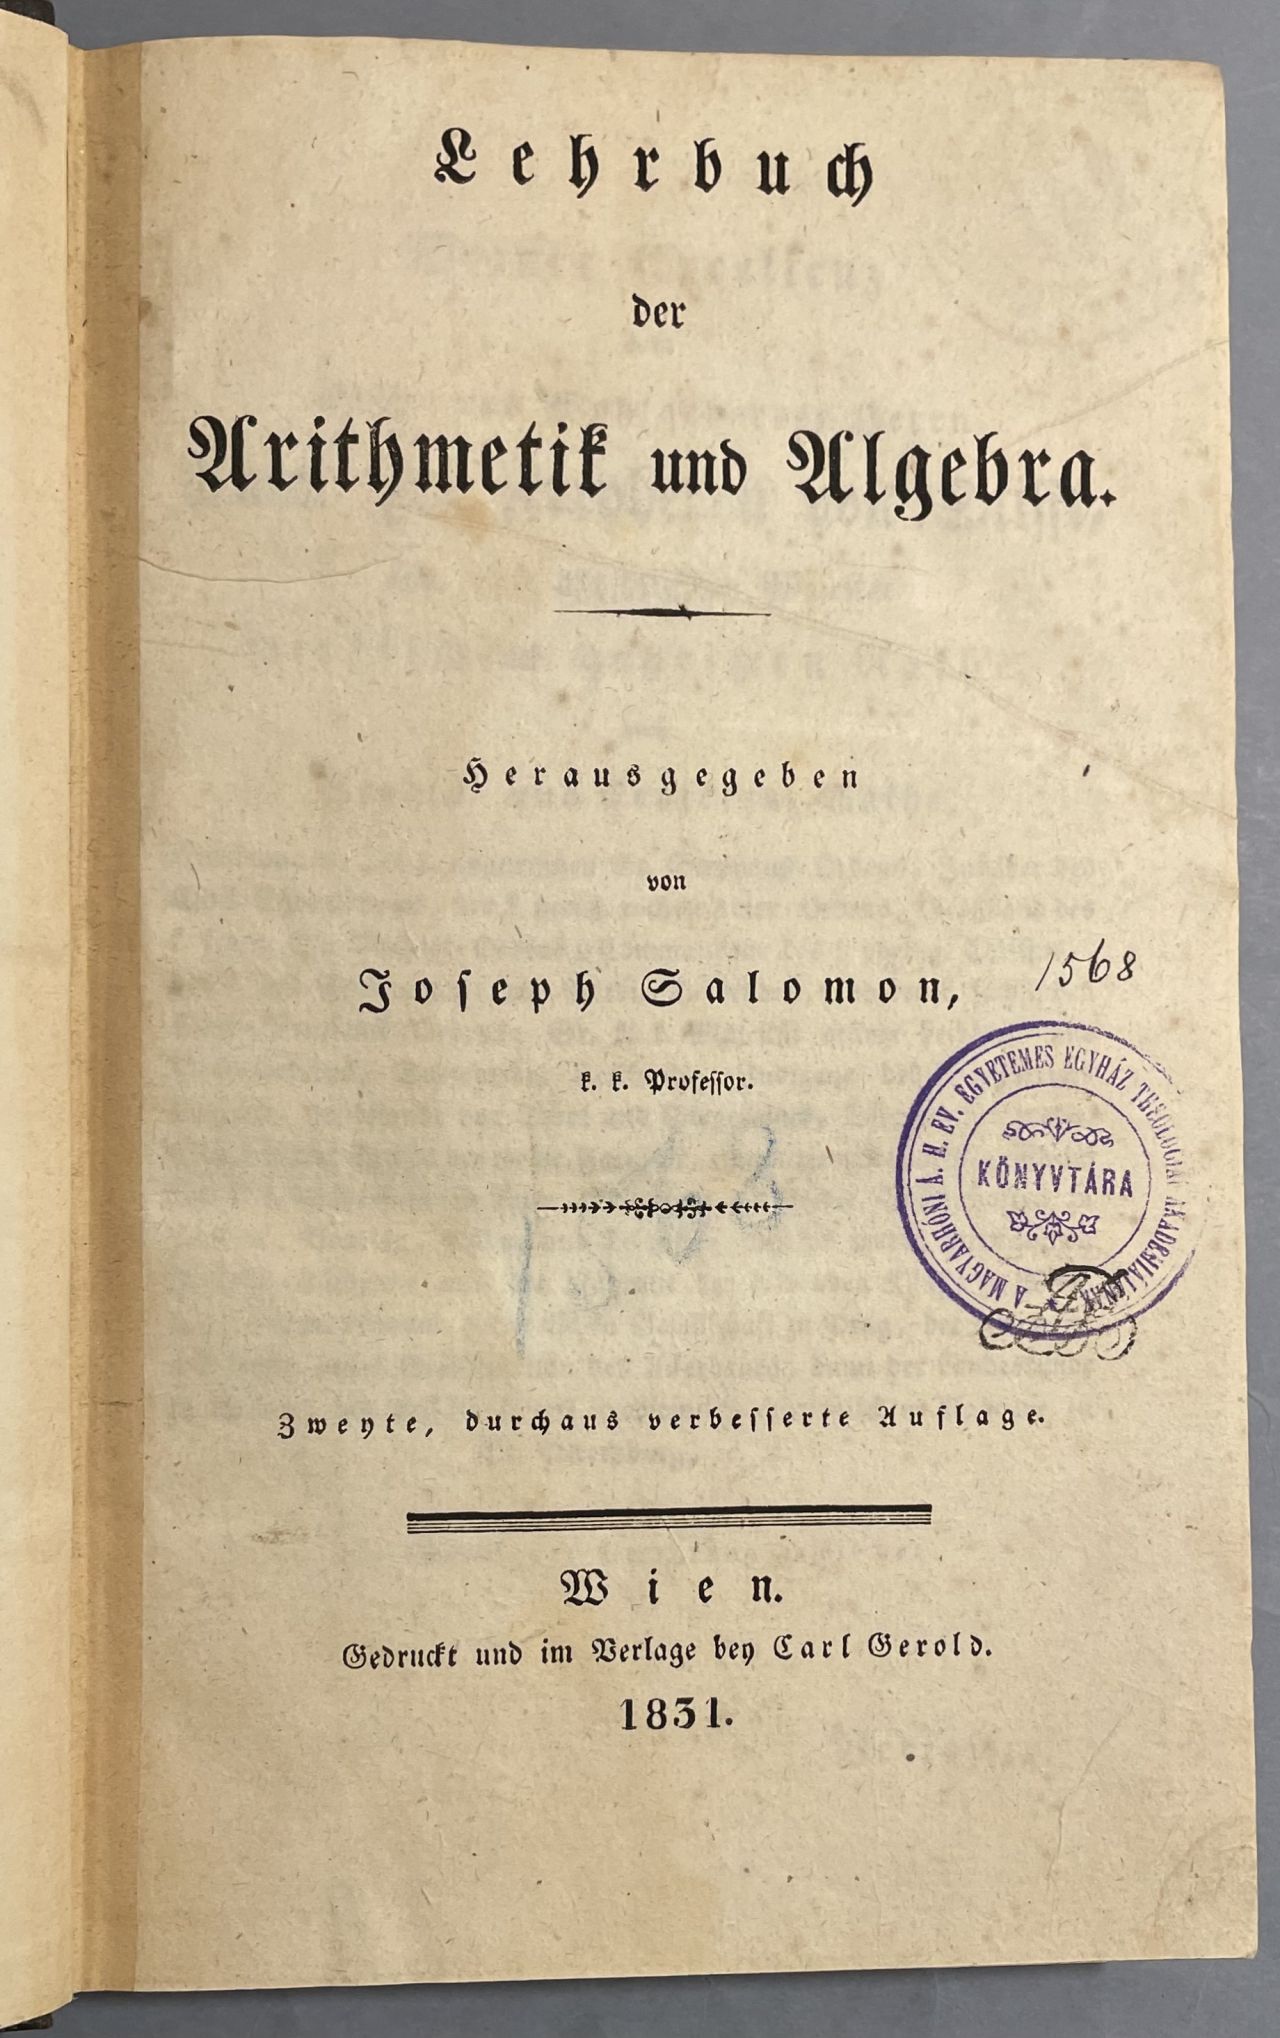 Lehrbuch
der
Arithmetik und Algebra.
Herausgegeben
von
Joseph Salomon,
1568
k. k. Professor.
A MAGYARHONI Á. H. EV. EGYETEMES EGYHÁZ THEOLOGIAI AKADEMIÁJÁNAK
KÖNYVTÁRA
Zweyte, durchaus verbesserte Auflage.
Wien.
Gedruckt und im Verlage bey Carl Gerold.
1831.